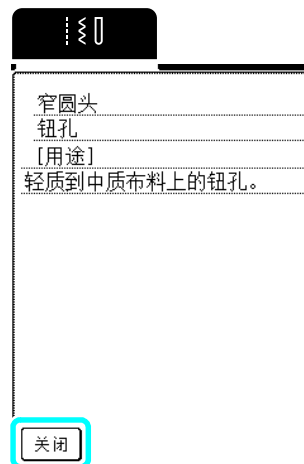 窄圆头
钮孔
[用途]
轻质到中质布料上的钮孔。
关闭